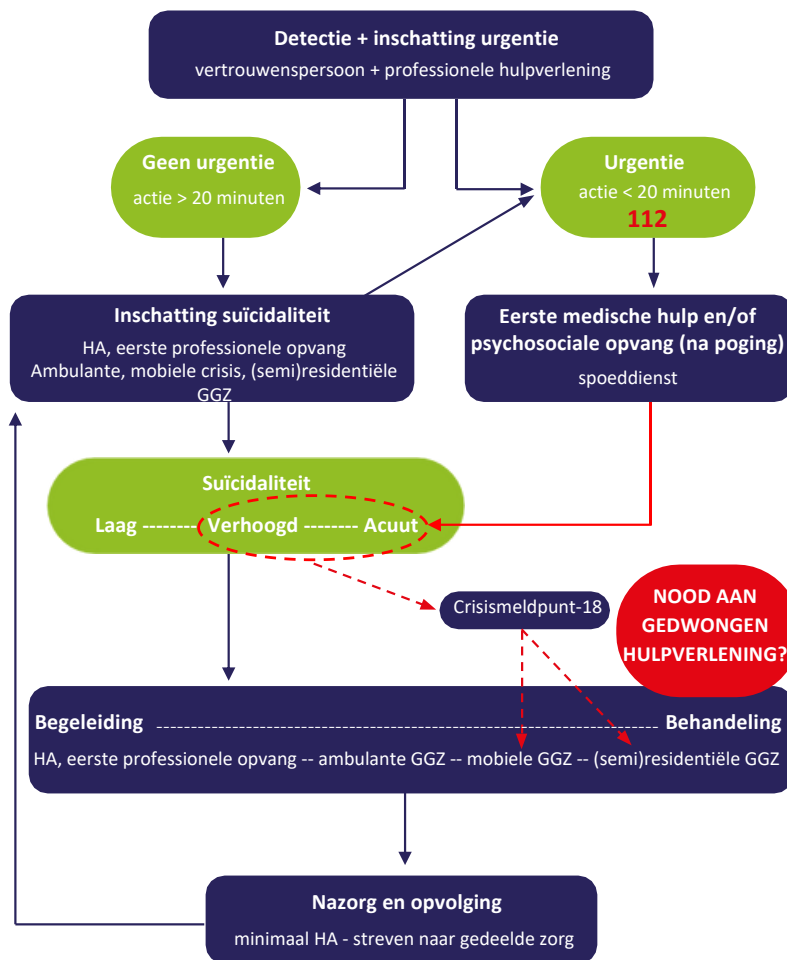 Detectie + inschatting urgentie
vertrouwenspersoon + professionele hulpverlening
Geen urgentie
actie > 20 minuten
Urgentie
actie < 20 minuten
112
Inschatting suïcidaliteit
HA, eerste professionele opvang
Ambulante, mobiele crisis, (semi)residentiële
GGZ
Eerste medische hulp en/of
psychosociale opvang (na poging)
spoeddienst
Suïcidaliteit
Laag -------- Verhoogd -------- Acuut
Crisismeldpunt-18
NOOD AAN
GEDWONGEN
HULPVERLENING?
Begeleiding ---------------------------------------------------------------------- Behandeling
HA, eerste professionele opvang -- ambulante GGZ -- mobiele GGZ -- (semi)residentiële GGZ
Nazorg en opvolging
minimaal HA - streven naar gedeelde zorg